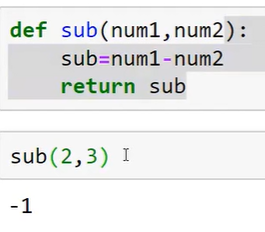 def sub(num1,num2):
    sub=num1-num2
    return sub
sub(2,3)
-1